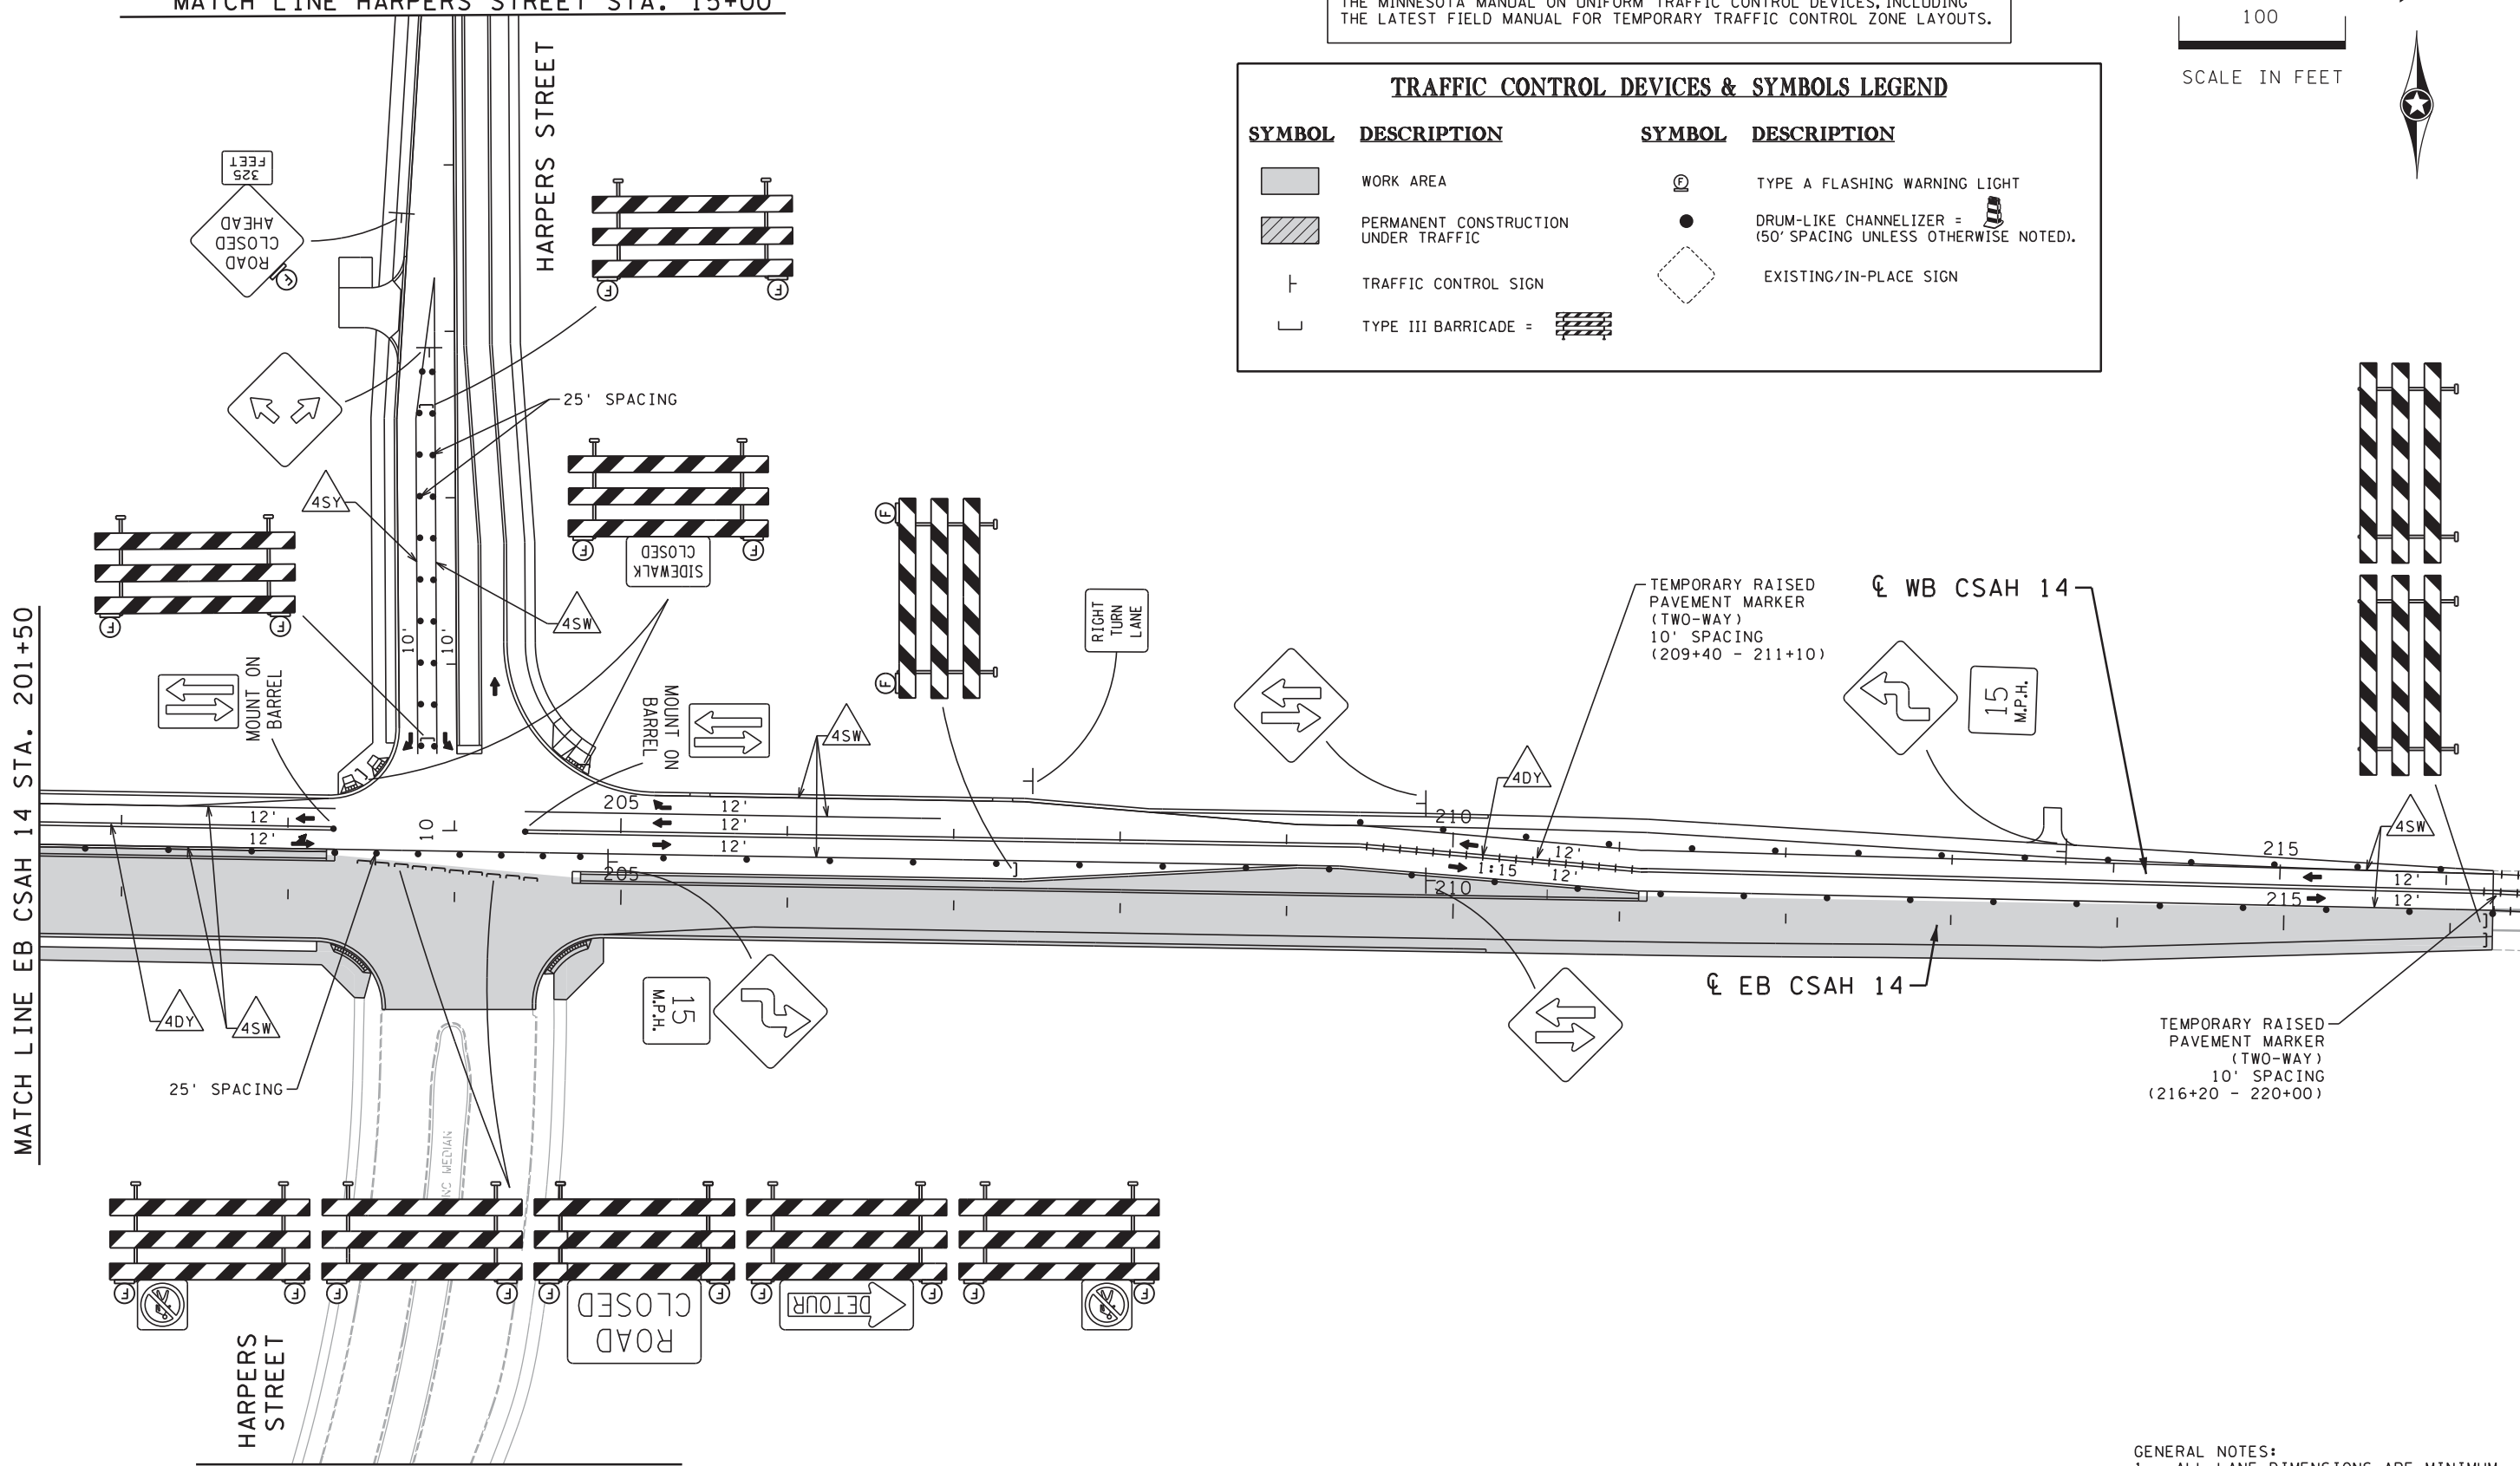 MATCH LINE HARPERS STREET STA. 15+00
THE MINNESOTA MANUAL ON UNIFORM TRAFFIC CONTROL DEVICES, INCLUDING
THE LATEST FIELD MANUAL FOR TEMPORARY TRAFFIC CONTROL ZONE LAYOUTS.
100
SCALE IN FEET
TRAFFIC CONTROL DEVICES & SYMBOLS LEGEND
SYMBOL DESCRIPTION SYMBOL DESCRIPTION
WORK AREA
PERMANENT CONSTRUCTION
UNDER TRAFFIC
TRAFFIC CONTROL SIGN
TYPE III BARRICADE =
F
TYPE A FLASHING WARNING LIGHT
DRUM-LIKE CHANNELIZER =
(50' SPACING UNLESS OTHERWISE NOTED).
EXISTING/IN-PLACE SIGN
HARPERS STREET
325
FEET
ROAD
CLOSED
AHEAD
F
F
F
25' SPACING
4SY
F
F
SIDEWALK
CLOSED
4SW
F
F
10'
10'
MOUNT ON
BARREL
MOUNT ON
BARREL
F
F
RIGHT
TURN
LANE
4SW
TEMPORARY RAISED
PAVEMENT MARKER
(TWO-WAY)
10' SPACING
(209+40 - 211+10)
℄ WB CSAH 14
15
M.P.H.
4DY
4SW
MATCH LINE EB CSAH 14 STA. 201+50
12'
12'
10
205
12'
12'
12'
205
210
12'
1:15
12'
210
215
12'
215
12'
4DY
4SW
25' SPACING
15
M.P.H.
℄ EB CSAH 14
TEMPORARY RAISED
PAVEMENT MARKER
(TWO-WAY)
10' SPACING
(216+20 - 220+00)
MEDIAN
F
F
F
F
F
F
F
F
F
F
ROAD
CLOSED
DETOUR
HARPERS
STREET
GENERAL NOTES:
1. ALL LANE DIMENSIONS ARE MINIMUM